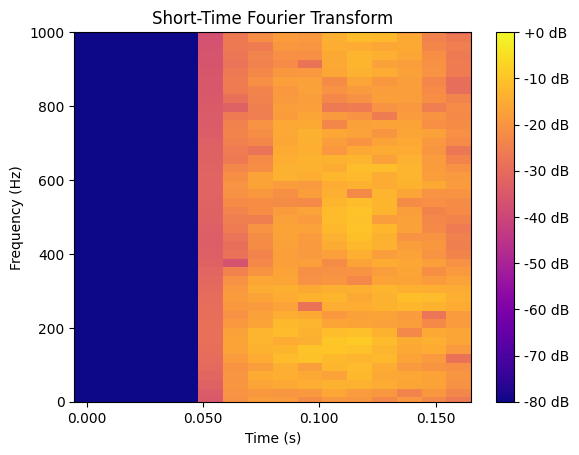 Short-Time Fourier Transform
1000
800
600
400
200
0
Frequency (Hz)
0.000
0.050
0.100
0.150
Time (s)
+0 dB
-10 dB
-20 dB
-30 dB
-40 dB
-50 dB
-60 dB
-70 dB
-80 dB